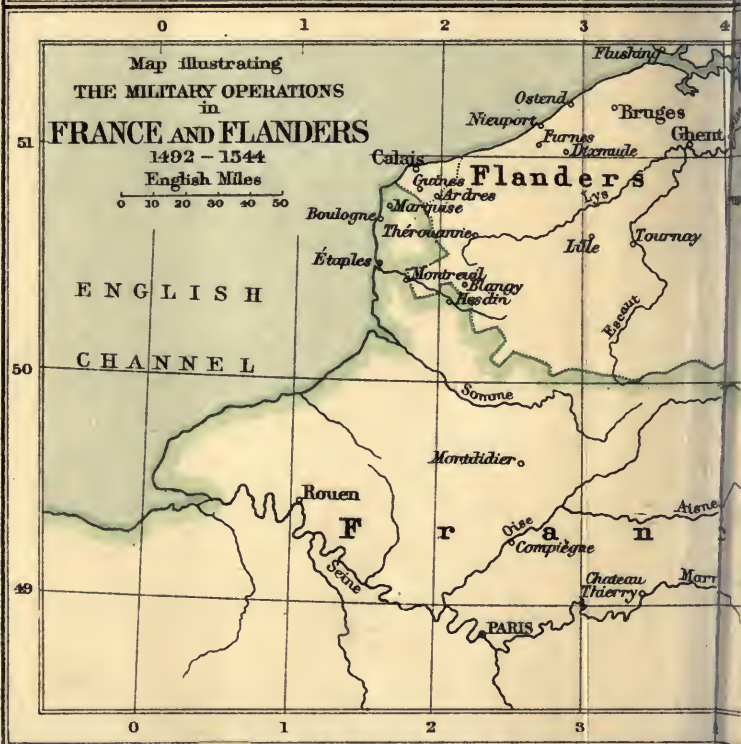 0 1 2 3 4
Map illustrating
THE MILITARY OPERATIONS
in
FRANCE AND FLANDERS
1492 – 1544
English Miles
0 10 20 30 40 50
Flushing
Ostend
Bruges
Nieuport
Furnes
Ghent
51
Dixmude
Calais
Guines
Flanders
Ardres
Lys
Marquise
Boulogne
Thérouanne
Lille
Tournay
Étaples
Montreuil
Blangy
Hesdin
ENGLISH
Escaut
CHANNEL
50
Somme
Montdidier
Rouen
Aisne
Fran
Oise
Compiègne
Seine
Chateau
Thierry
Marr
49
PARIS
0 1 2 3 4